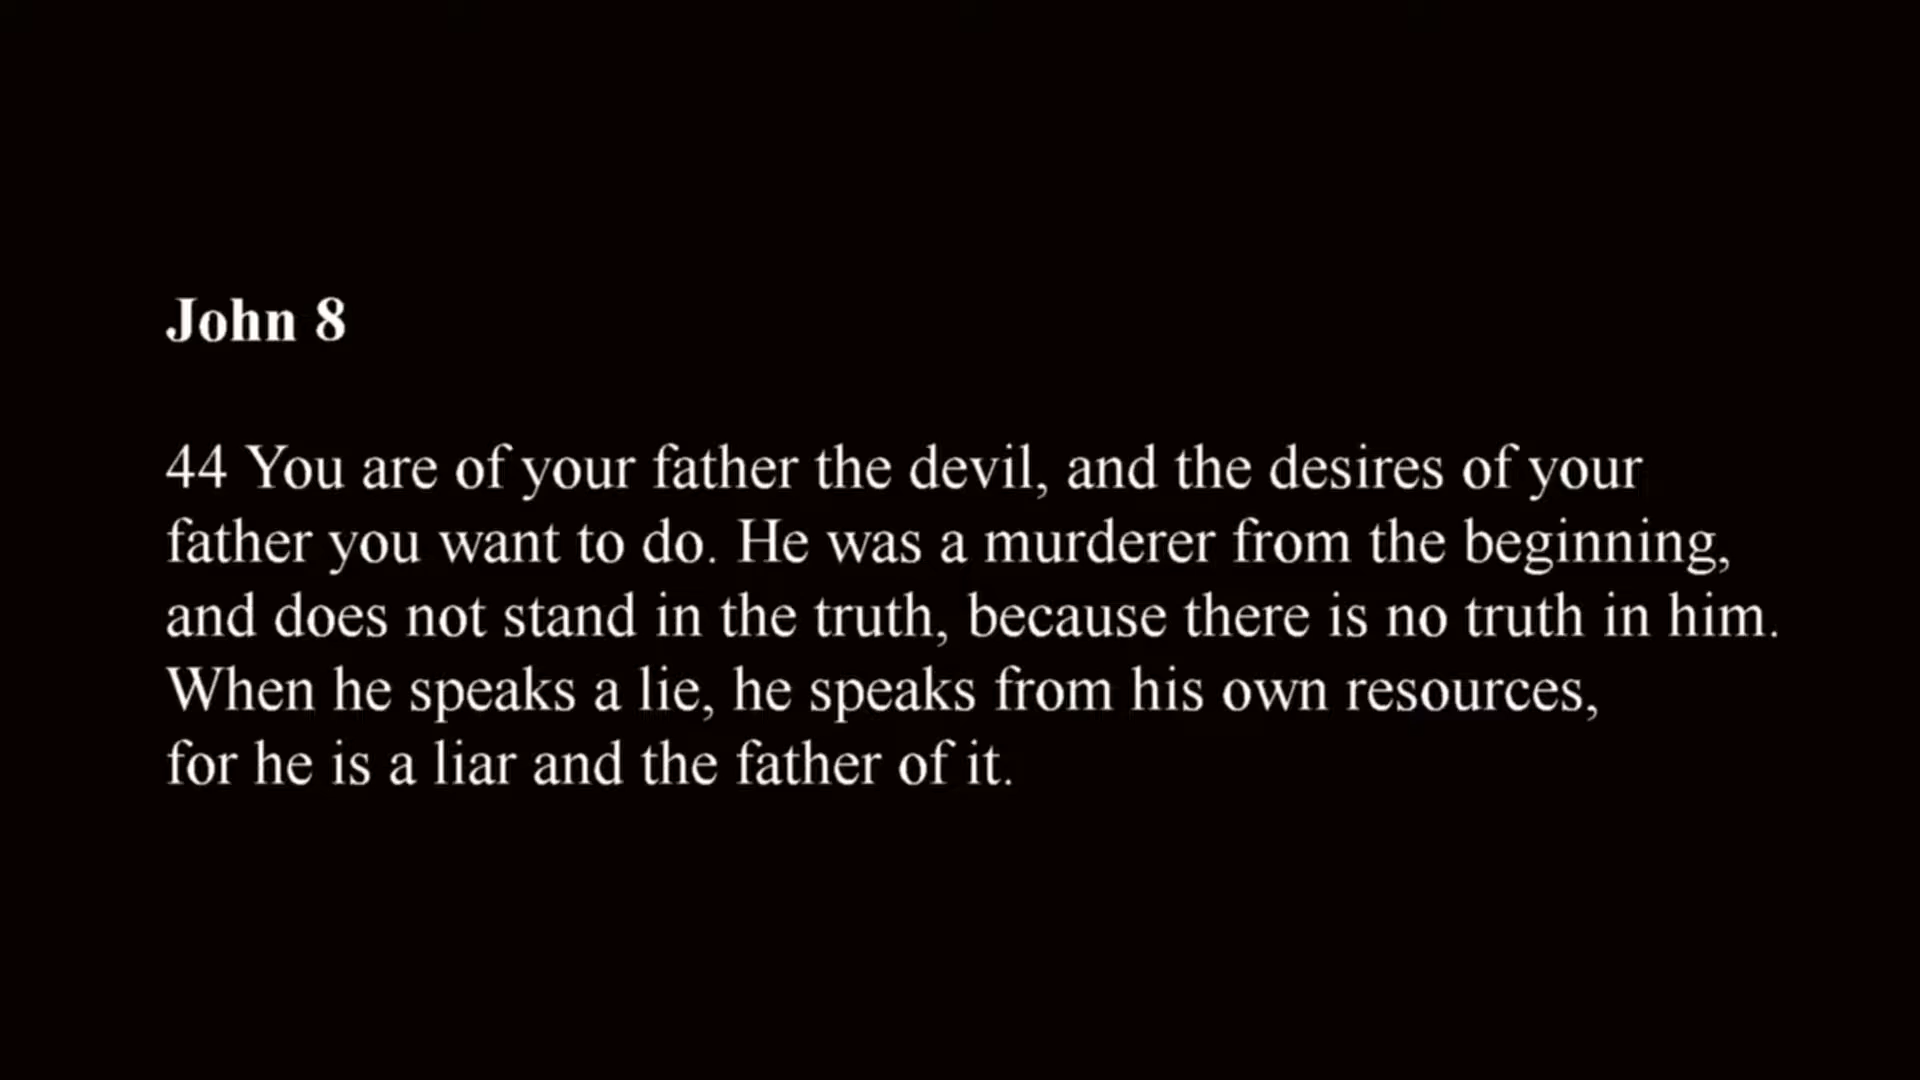 John 8
44 You are of your father the devil, and the desires of your
father you want to do. He was a murderer from the beginning,
and does not stand in the truth, because there is no truth in him.
When he speaks a lie, he speaks from his own resources,
for he is a liar and the father of it.